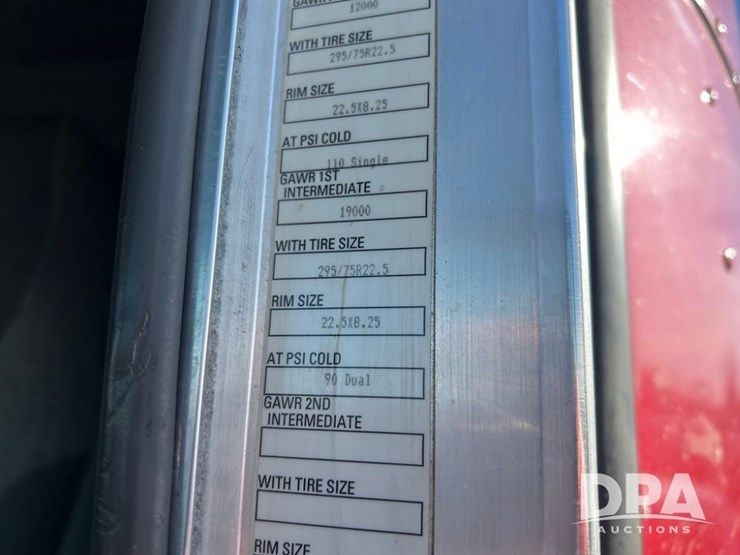 GAWR
12000
WITH TIRE SIZE
295/75R22.5
RIM SIZE
22.5X8.25
AT PSI COLD
110 Single
GAWR 1ST
INTERMEDIATE
19000
WITH TIRE SIZE
295/75R22.5
RIM SIZE
22.5X8.25
AT PSI COLD
90 Dual
GAWR 2ND
INTERMEDIATE
WITH TIRE SIZE
RIM SIZE
DPA
AUCTIONS